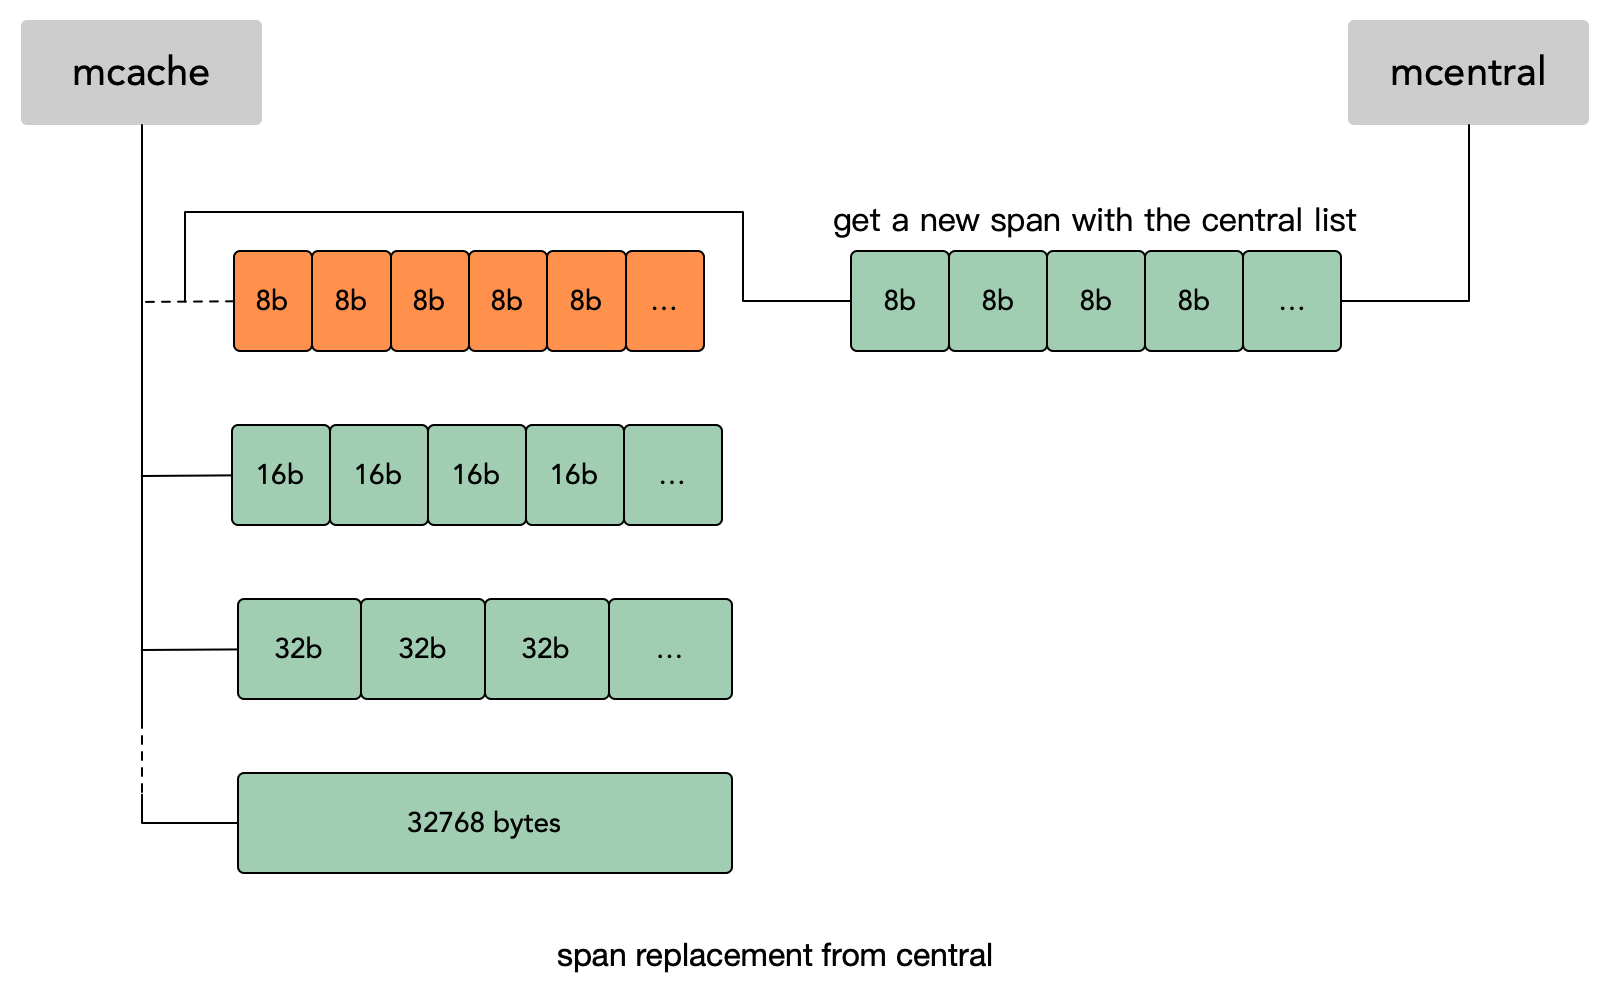 mcache
mcentral
get a new span with the central list
8b 8b 8b 8b 8b ...
8b 8b 8b 8b ...
16b 16b 16b 16b ...
32b 32b 32b ...
32768 bytes
span replacement from central